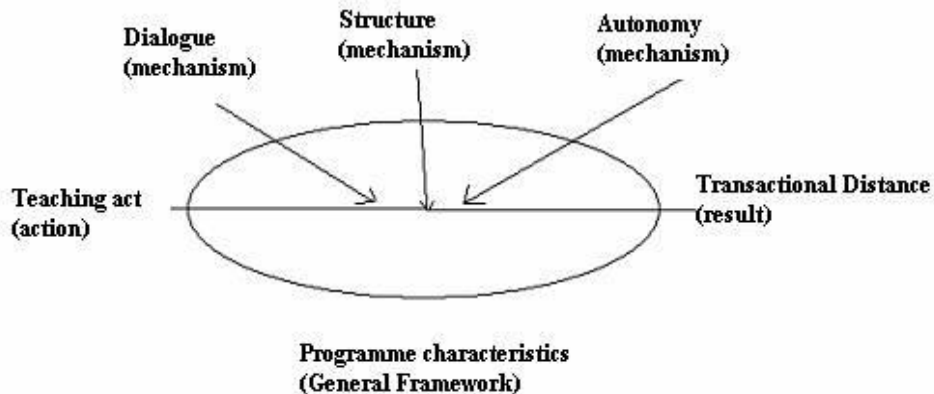 Structure
(mechanism)
Dialogue
(mechanism)
Autonomy
(mechanism)
Teaching act
(action)
Transactional Distance
(result)
Programme characteristics
(General Framework)